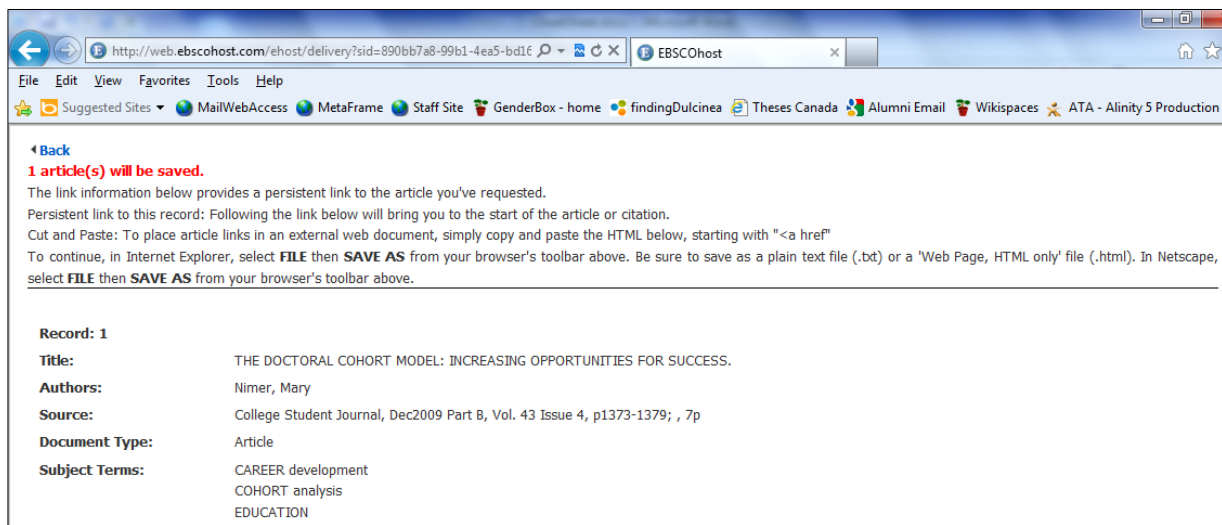 http://web.ebscohost.com/ehost/delivery?sid=890bb7a8-99b1-4ea5-bd16
EBSCOhost
File Edit View Favorites Tools Help
Suggested Sites MailWebAccess MetaFrame Staff Site GenderBox - home findingDulcinea Theses Canada Alumni Email Wikispaces ATA - Alinity 5 Production
Back
1 article(s) will be saved.
The link information below provides a persistent link to the article you've requested.
Persistent link to this record: Following the link below will bring you to the start of the article or citation.
Cut and Paste: To place article links in an external web document, simply copy and paste the HTML below, starting with "<a href"
To continue, in Internet Explorer, select FILE then SAVE AS from your browser's toolbar above. Be sure to save as a plain text file (.txt) or a 'Web Page, HTML only' file (.html). In Netscape,
select FILE then SAVE AS from your browser's toolbar above.
Record: 1
Title: THE DOCTORAL COHORT MODEL: INCREASING OPPORTUNITIES FOR SUCCESS.
Authors: Nimer, Mary
Source: College Student Journal, Dec2009 Part B, Vol. 43 Issue 4, p1373-1379; , 7p
Document Type: Article
Subject Terms: CAREER development
COHORT analysis
EDUCATION